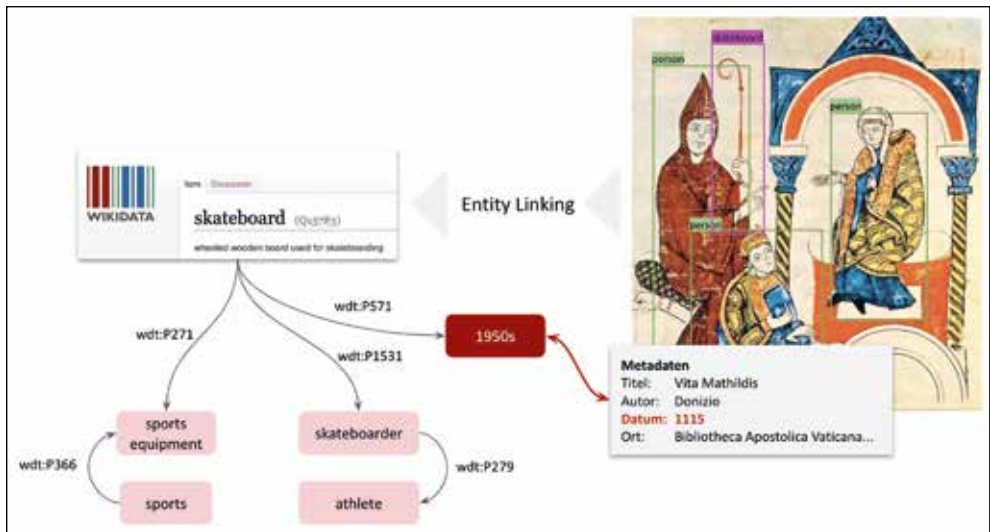 skateboard
person
person
person
WIKIDATA
Item Discussion
skateboard
wheeled wooden board used for skateboarding
Entity Linking
wdt:P571
wdt:P271
1950s
wdt:P1531
Metadaten
Titel: Vita Mathildis
Autor: Donizio
Datum: 1115
Ort: Bibliotheca Apostolica Vaticana...
sports
equipment
skateboarder
wdt:P366
wdt:P279
sports
athlete